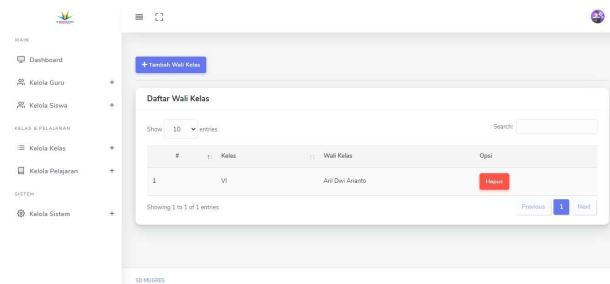 MAIN
Dashboard
Kelola Guru +
Kelola Siswa +
KELAS & PELAJARAN
Kelola Kelas +
Kelola Pelajaran +
SISTEM
Kelola Sistem +
+ Tambah Wali Kelas
Daftar Wali Kelas
Show 10 entries
Search:
# Kelas Wali Kelas Opsi
1 VI Aril Dwi Arianto Hapus
Showing 1 to 1 of 1 entries
Previous 1 Next
SD MUGRES